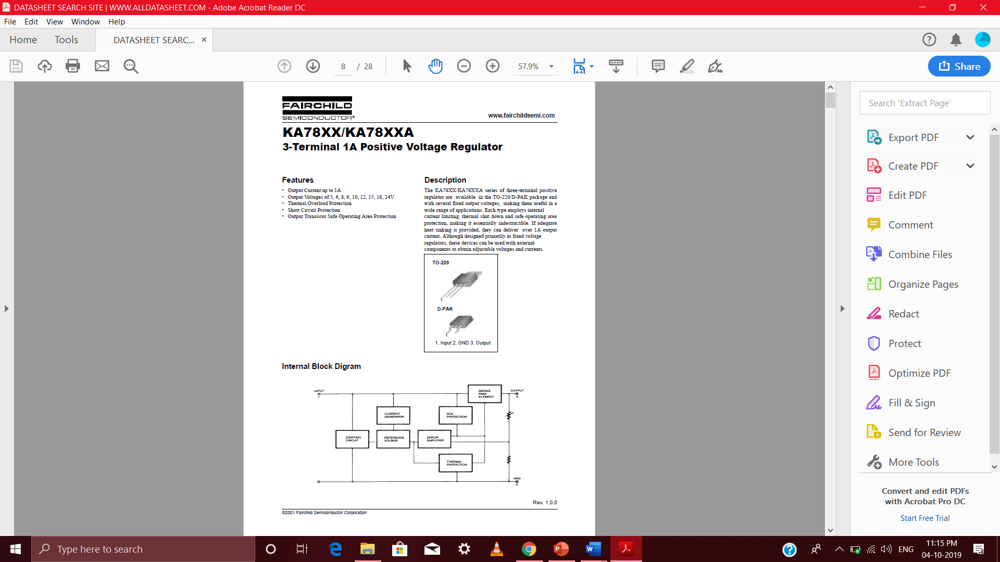 DATASHEET SEARCH SITE | WWW.ALLDATASHEET.COM - Adobe Acrobat Reader DC
File Edit View Window Help
Home Tools DATASHEET SEARC... ×
8 / 28 57.9% Share
FAIRCHILD
SEMICONDUCTOR®
www.fairchildsemi.com
KA78XX/KA78XXA
3-Terminal 1A Positive Voltage Regulator
Features
• Output Current up to 1A
• Output Voltages of 5, 6, 8, 9, 10, 12, 15, 18, 24V
• Thermal Overload Protection
• Short Circuit Protection
• Output Transistor Safe Operating Area Protection
Description
The KA78XX/KA78XXA series of three-terminal positive
regulator are available in the TO-220/D-PAK package and
with several fixed output voltages, making them useful in a
wide range of applications. Each type employs internal
current limiting, thermal shut down and safe operating area
protection, making it essentially indestructible. If adequate
heat sinking is provided, they can deliver over 1A output
current. Although designed primarily as fixed voltage
regulators, these devices can be used with external
components to obtain adjustable voltages and currents.
TO-220
1
D-PAK
1
1. Input 2. GND 3. Output
Internal Block Digram
INPUT
1
SERIES
PASS
ELEMENT
OUTPUT
3
CURRENT
GENERATOR
SOA
PROTECTION
STARTING
CIRCUIT
REFERENCE
VOLTAGE
ERROR
AMPLIFIER
THERMAL
PROTECTION
GND
2
Rev. 1.0.0
©2001 Fairchild Semiconductor Corporation
Search 'Extract Page'
Export PDF
Create PDF
Edit PDF
Comment
Combine Files
Organize Pages
Redact
Protect
Optimize PDF
Fill & Sign
Send for Review
More Tools
Convert and edit PDFs
with Acrobat Pro DC
Start Free Trial
Type here to search
ENG
11:15 PM
04-10-2019